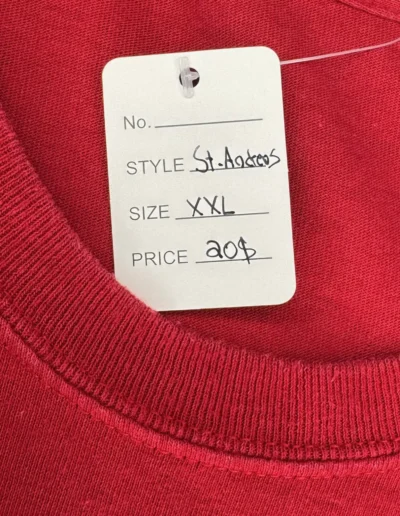 No.
STYLE St. Andreos
SIZE XXL
PRICE 20$